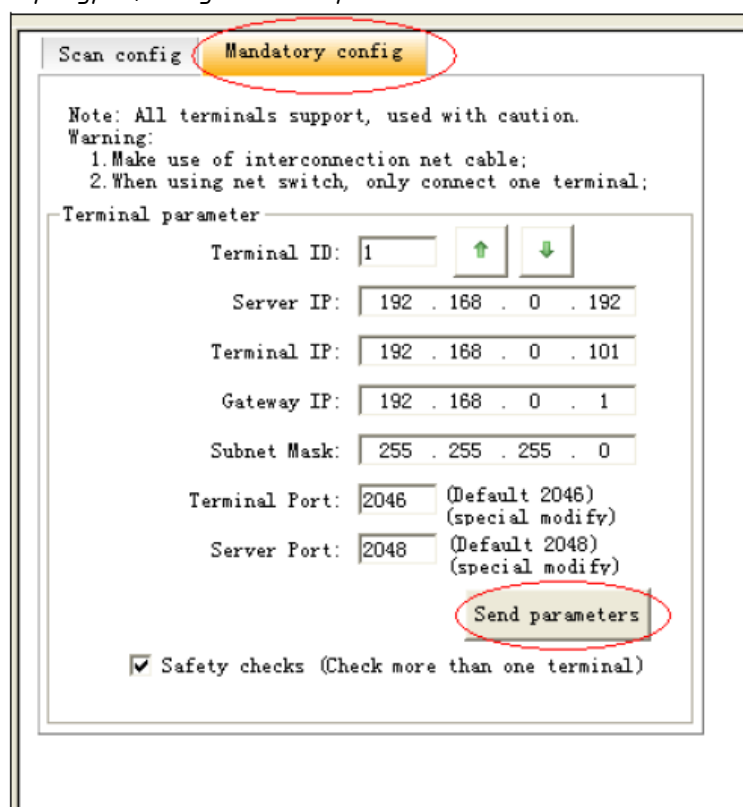 Scan config Mandatory config
Note: All terminals support, used with caution.
Warning:
1.Make use of interconnection net cable;
2.When using net switch, only connect one terminal;
Terminal parameter
Terminal ID: 1
Server IP: 192 . 168 . 0 . 192
Terminal IP: 192 . 168 . 0 . 101
Gateway IP: 192 . 168 . 0 . 1
Subnet Mask: 255 . 255 . 255 . 0
Terminal Port: 2046 (Default 2046)
(special modify)
Server Port: 2048 (Default 2048)
(special modify)
Send parameters
Safety checks (Check more than one terminal)